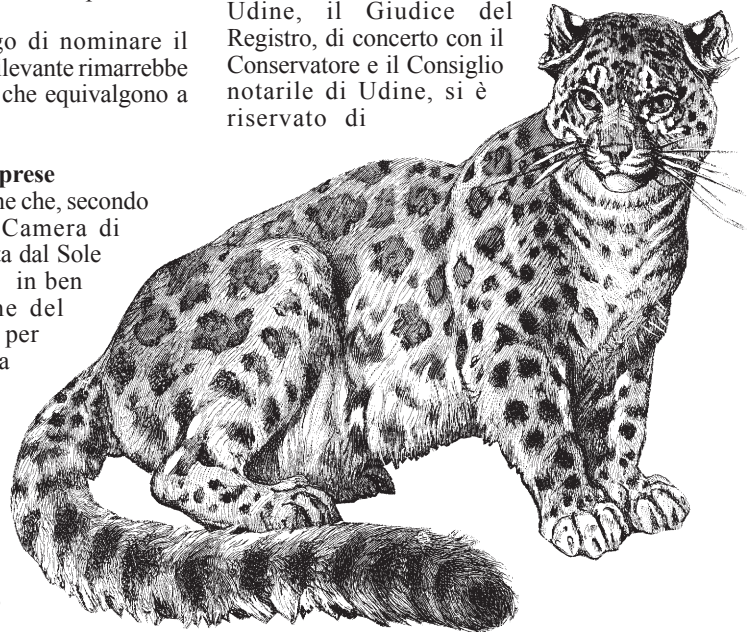 go di nominare il
ilevante rimarrebbe
che equivalgono a
prese
ne che, secondo
Camera di
ta dal Sole
in ben
ne del
per
a
Udine, il Giudice del
Registro, di concerto con il
Conservatore e il Consiglio
notarile di Udine, si è
riservato di